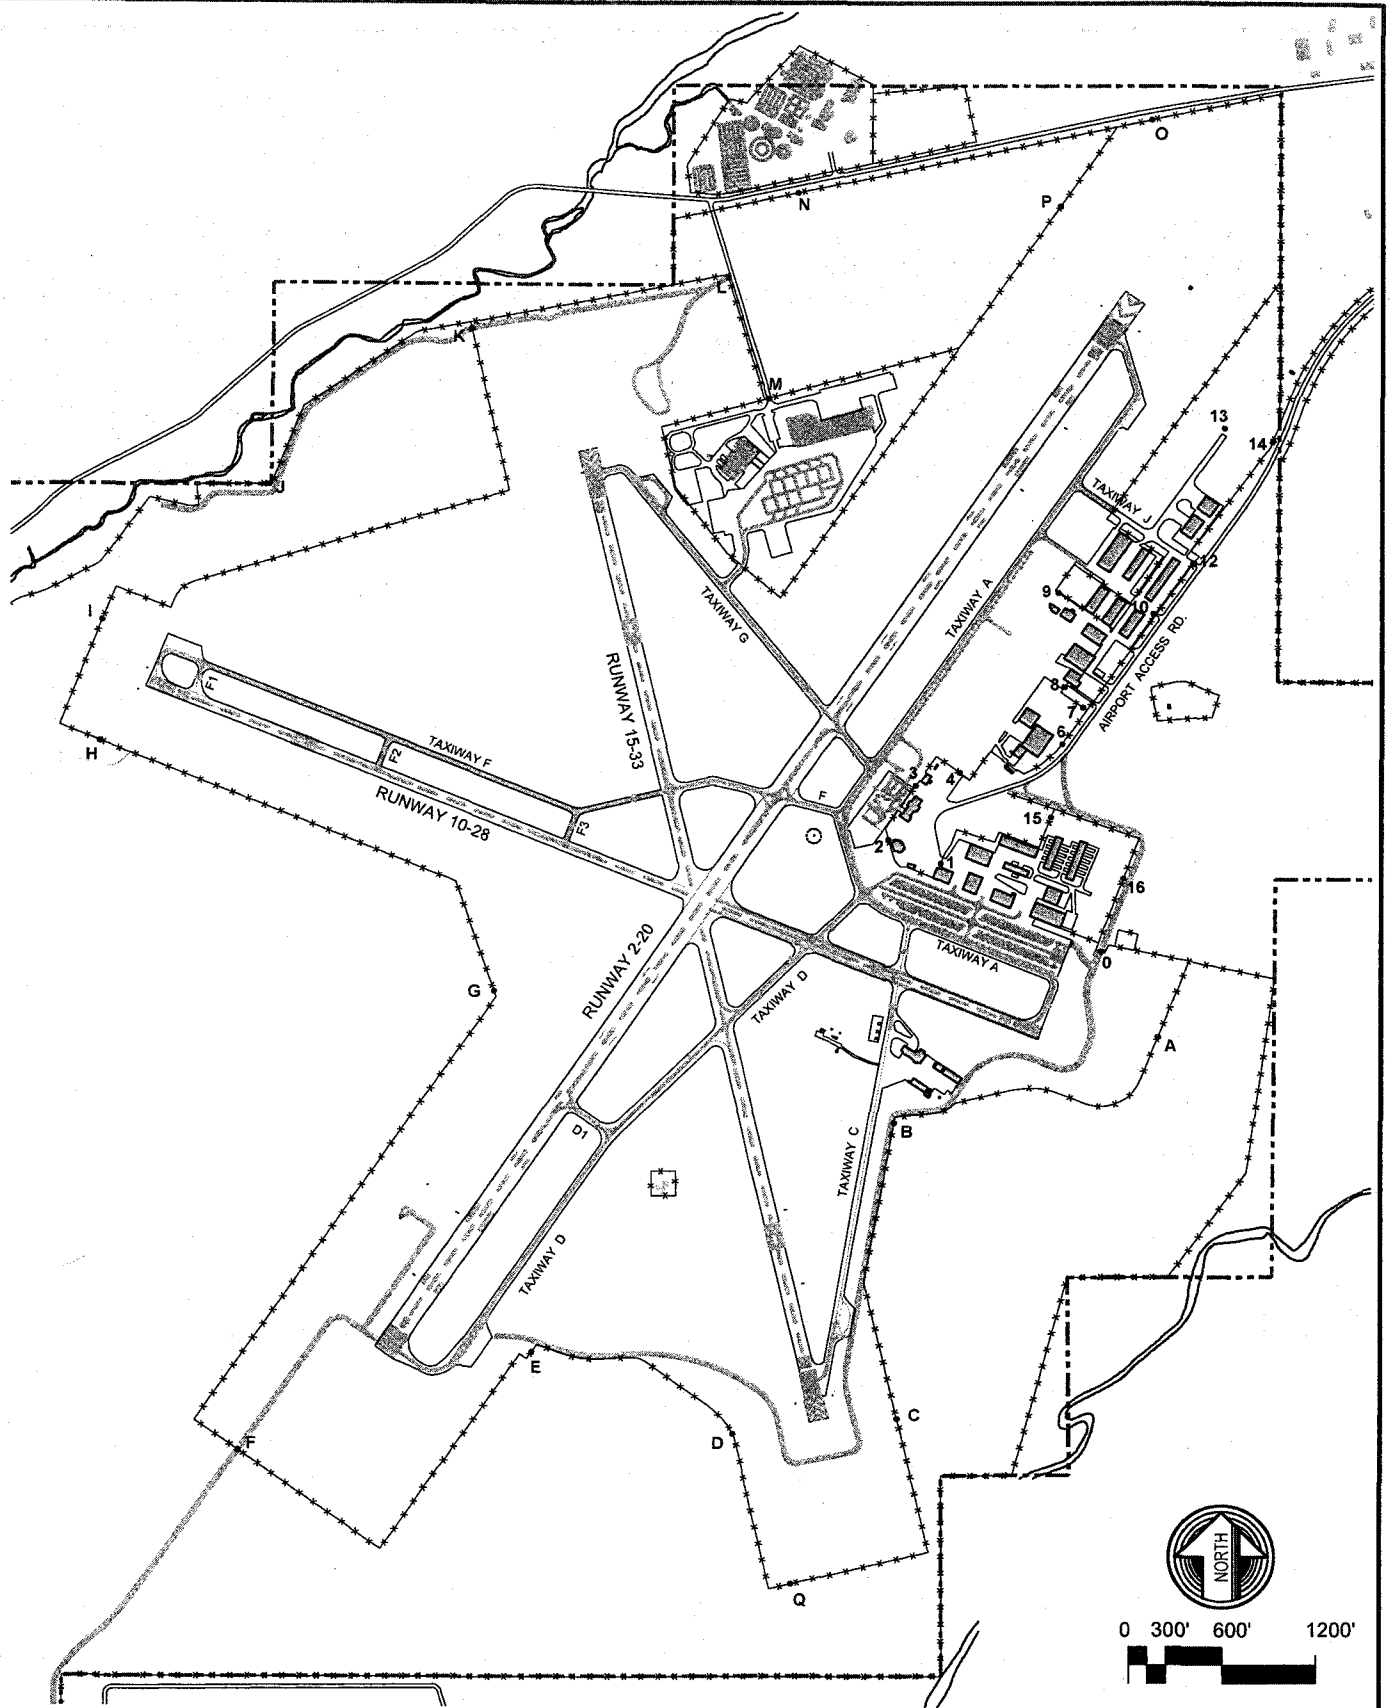 O
N
P
L
K
M
13
14
TAXIWAY J
12
9
10
TAXIWAY A
TAXIWAY G
I
AIRPORT ACCESS RD.
RUNWAY 15-33
8
F1
7
6
H
TAXIWAY F
F2
3
4
RUNWAY 10-28
F
15
F3
2
1
16
RUNWAY 2-20
TAXIWAY A
0
G
TAXIWAY D
A
B
D1
TAXIWAY C
TAXIWAY D
E
C
D
F
NORTH
Q
0 300' 600' 1200'